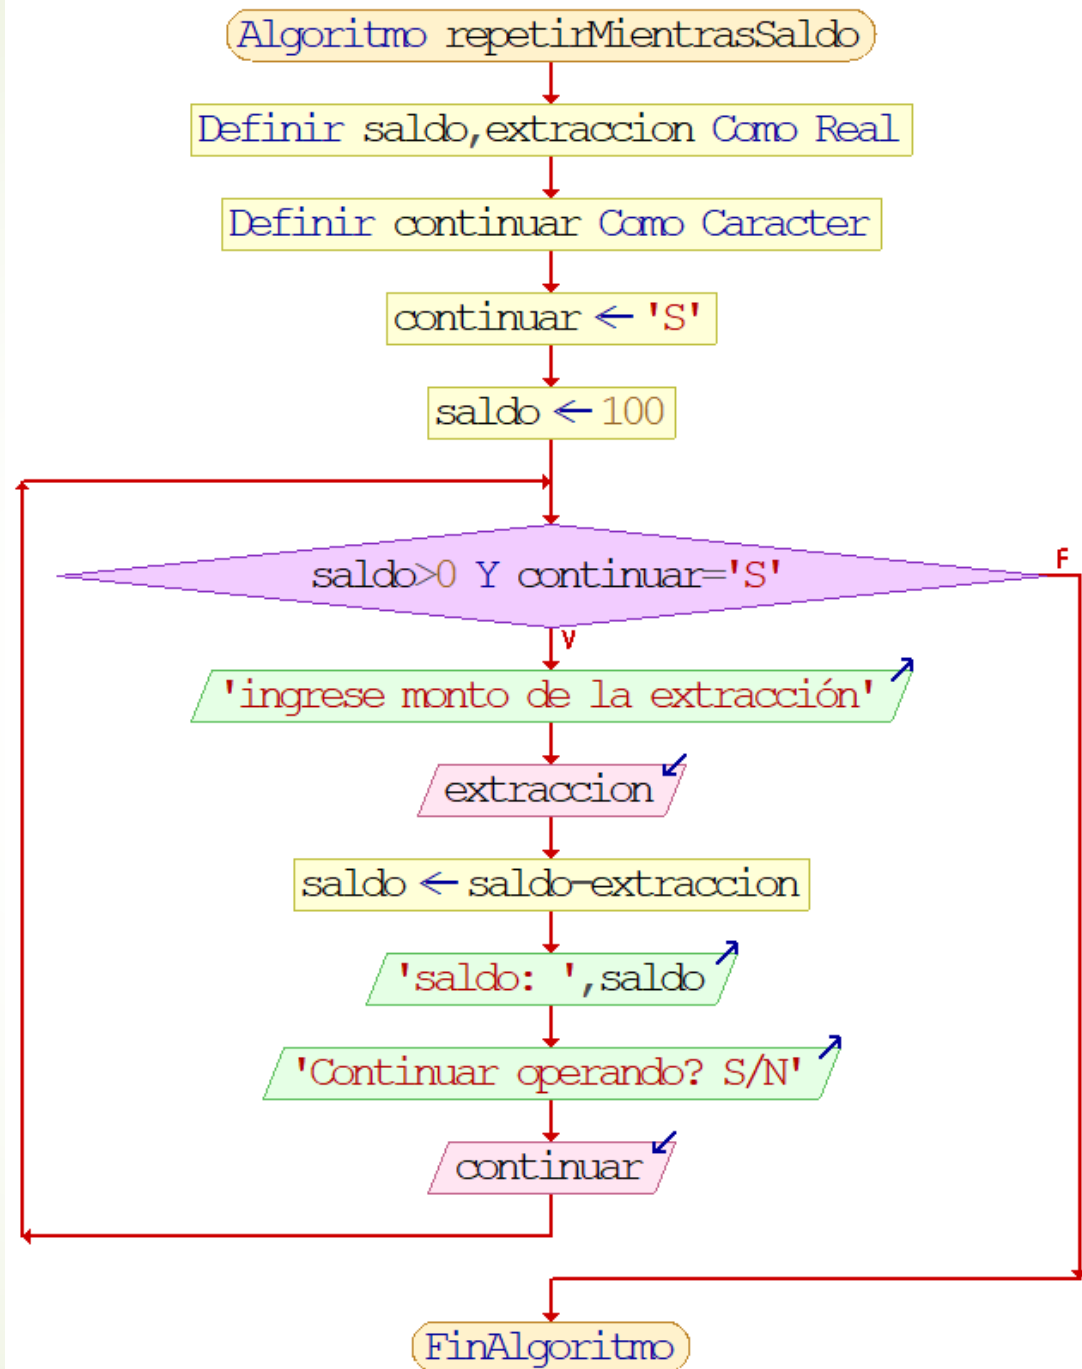 Algoritmo repetirMientrasSaldo
Definir saldo,extraccion Como Real
Definir continuar Como Caracter
continuar ← 'S'
saldo ← 100
saldo>0 Y continuar='S'
F
V
'ingrese monto de la extracción'
extraccion
saldo ← saldo-extraccion
'saldo: ',saldo
'Continuar operando? S/N'
continuar
FinAlgoritmo